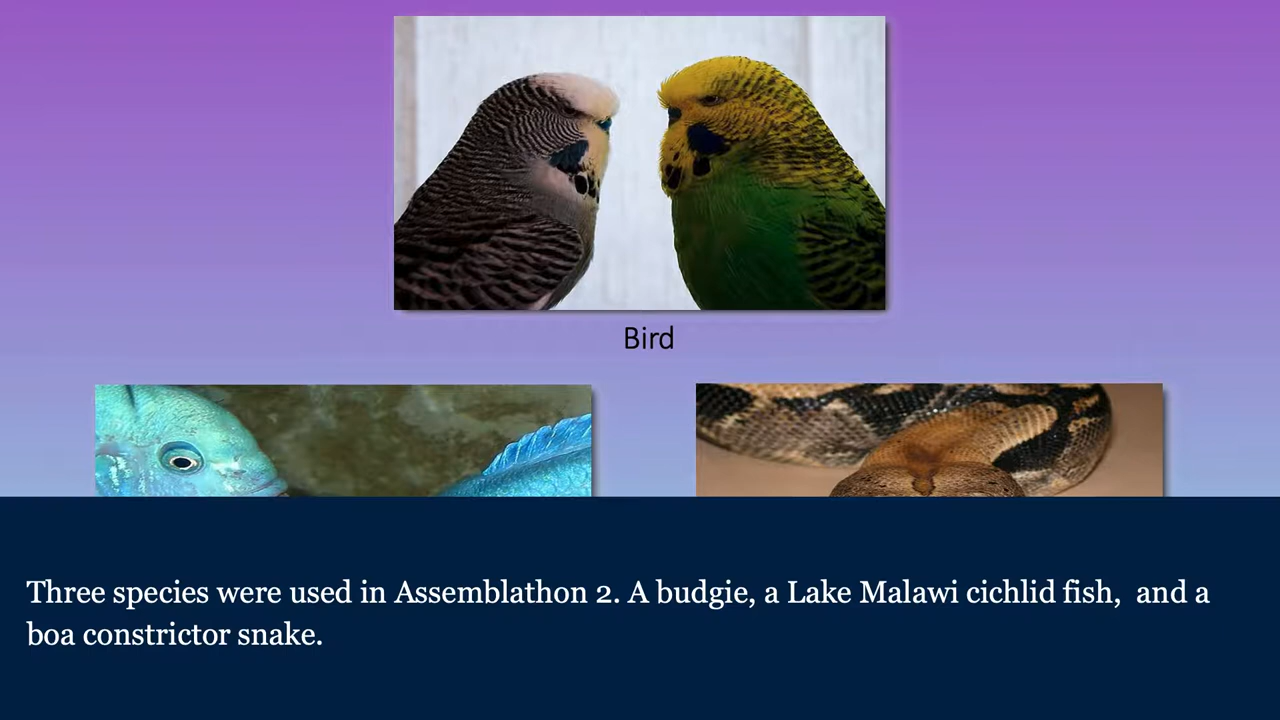 Bird
Three species were used in Assemblathon 2. A budgie, a Lake Malawi cichlid fish,  and a
boa constrictor snake.